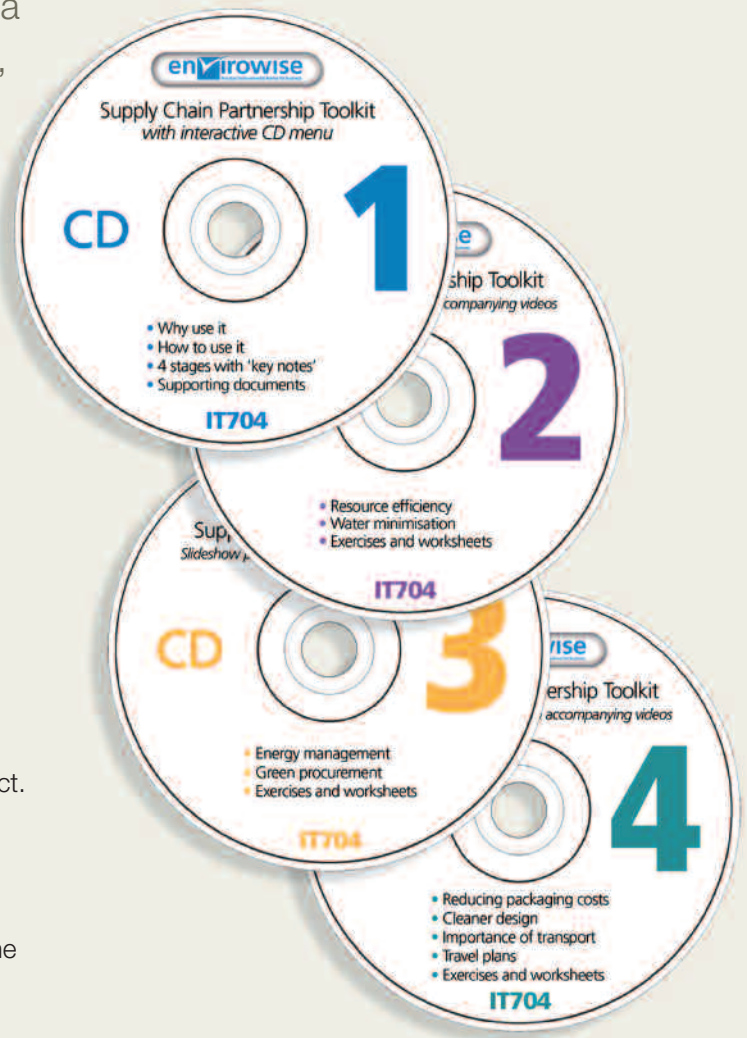 a
,
envirowise
Supply Chain Partnership Toolkit
with interactive CD menu
CD 1
• Why use it
• How to use it
• 4 stages with 'key notes'
• Supporting documents
IT704
e
ship Toolkit
companying videos
2
• Resource efficiency
• Water minimisation
• Exercises and worksheets
IT704
Sup
Slideshow
CD 3
• Energy management
• Green procurement
• Exercises and worksheets
IT704
ise
ership Toolkit
accompanying videos
4
• Reducing packaging costs
• Cleaner design
• Importance of transport
• Travel plans
• Exercises and worksheets
IT704
ct.
ne